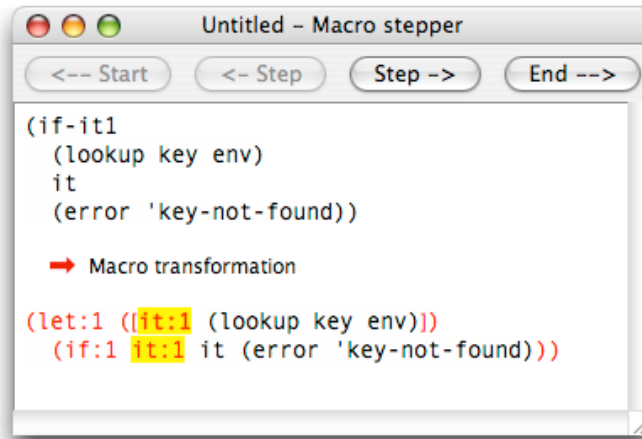 Untitled – Macro stepper
<-- Start <- Step Step -> End -->
(if-it1
(lookup key env)
it
(error 'key-not-found))
Macro transformation
(let:1 ([it:1 (lookup key env)])
(if:1 it:1 it (error 'key-not-found)))